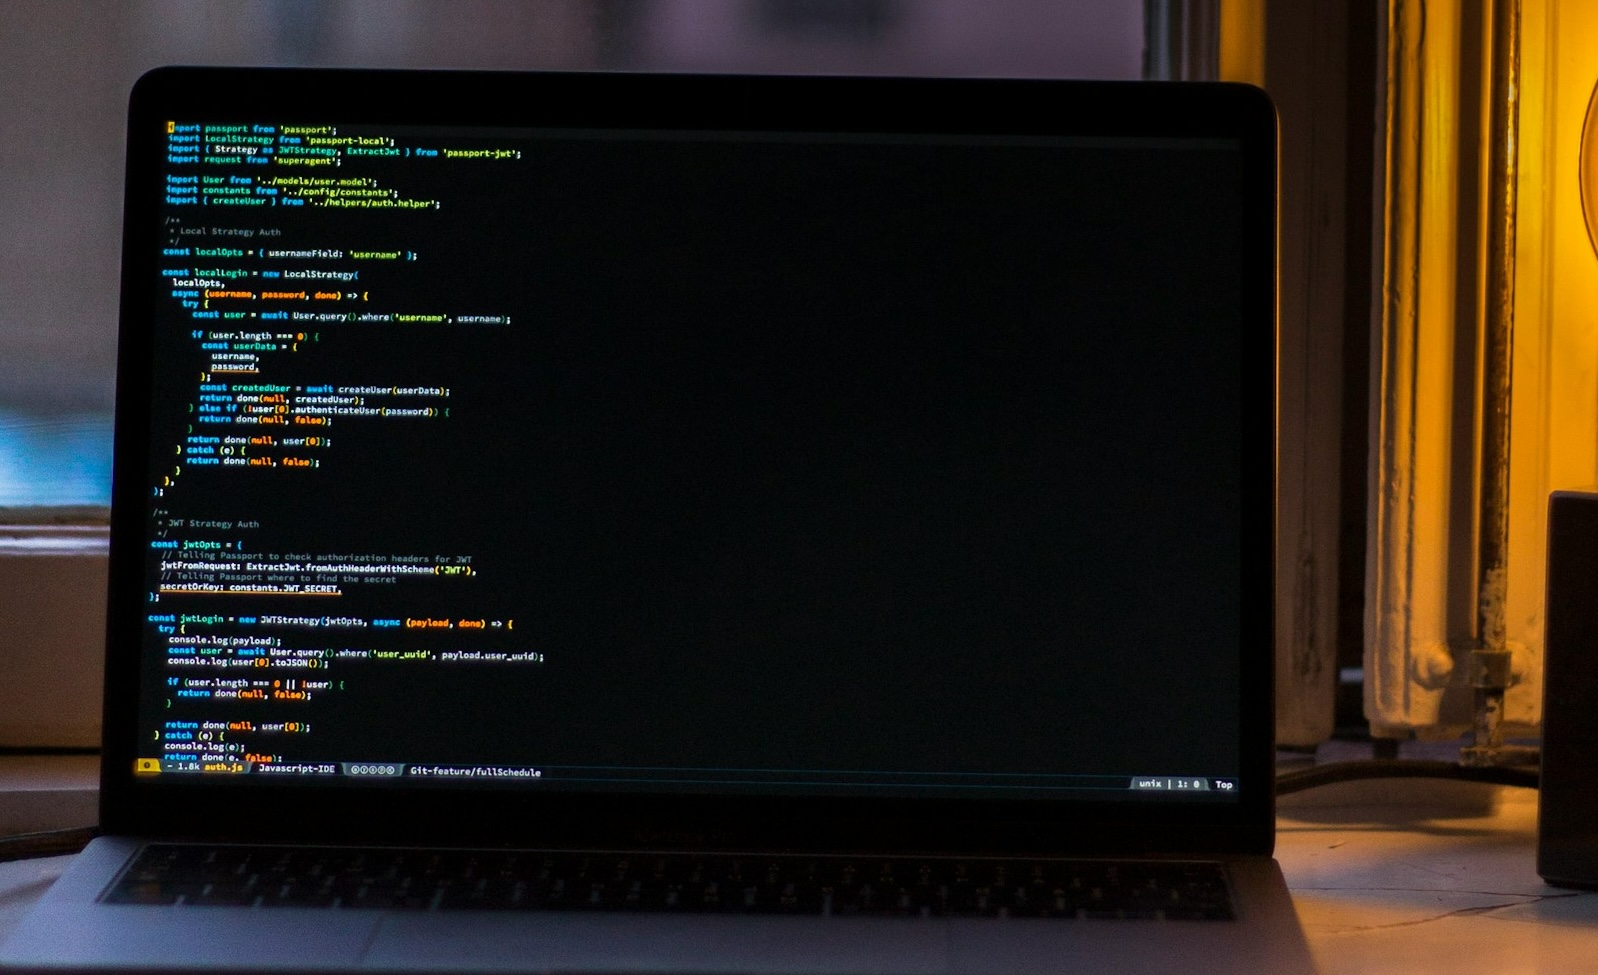 import passport from 'passport';
import LocalStrategy from 'passport-local';
import { Strategy as JWTStrategy, ExtractJwt } from 'passport-jwt';
import request from 'superagent';
import User from '../models/user.model';
import constants from '../config/constants';
import { createUser } from '../helpers/auth.helper';
/**
* Local Strategy Auth
*/
const localOpts = { usernameField: 'username' };
const localLogin = new LocalStrategy(
localOpts,
async (username, password, done) => {
try {
const user = await User.query().where('username', username);
if (user.length === 0) {
const userData = {
username,
password,
};
const createdUser = await createUser(userData);
return done(null, createdUser);
} else if (!user[0].authenticateUser(password)) {
return done(null, false);
}
return done(null, user[0]);
} catch (e) {
return done(null, false);
}
},
);
/**
* JWT Strategy Auth
*/
const jwtOpts = {
// Telling Passport to check authorization headers for JWT
jwtFromRequest: ExtractJwt.fromAuthHeaderWithScheme('JWT'),
// Telling Passport where to find the secret
secretOrKey: constants.JWT_SECRET,
};
const jwtLogin = new JWTStrategy(jwtOpts, async (payload, done) => {
try {
console.log(payload);
const user = await User.query().where('user_uuid', payload.user_uuid);
console.log(user[0].toJSON());
if (user.length === 0 || !user) {
return done(null, false);
}
return done(null, user[0]);
} catch (e) {
console.log(e);
return done(e, false);
- 1.8k auth.js Javascript-IDE Git-feature/fullSchedule unix | 1: 0 Top